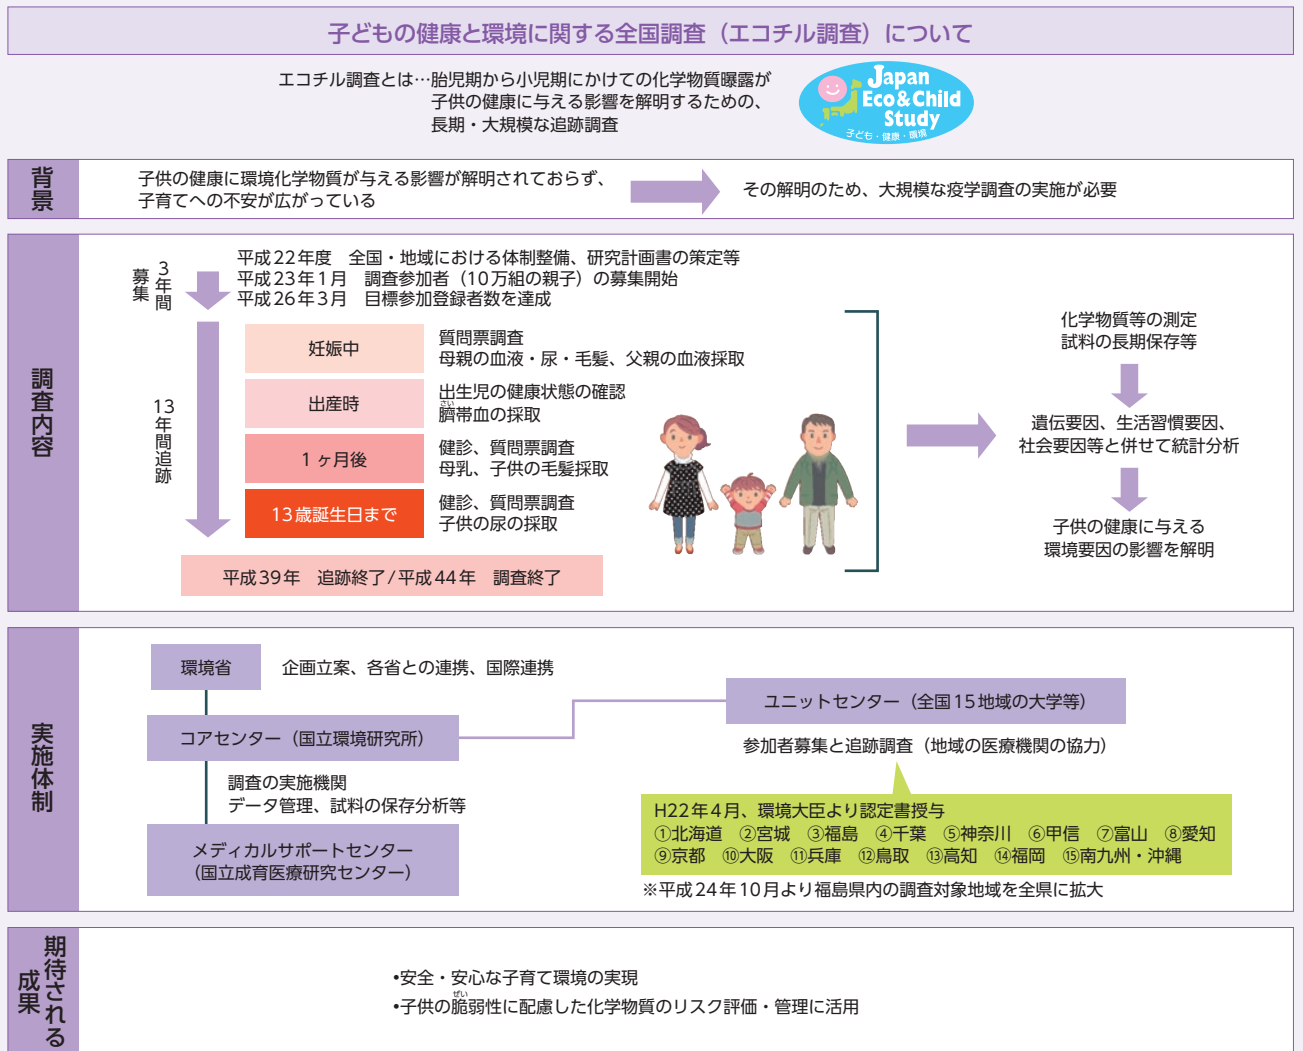 子どもの健康と環境に関する全国調査（エコチル調査）について
エコチル調査とは…胎児期から小児期にかけての化学物質曝露が
子供の健康に与える影響を解明するための、
長期・大規模な追跡調査
Japan
Eco&Child
Study
子ども・健康・環境
背景
子供の健康に環境化学物質が与える影響が解明されておらず、
子育てへの不安が広がっている
その解明のため、大規模な疫学調査の実施が必要
調査内容
3年間
募集
平成22年度　全国・地域における体制整備、研究計画書の策定等
平成23年1月　調査参加者（10万組の親子）の募集開始
平成26年3月　目標参加登録者数を達成
13年間追跡
妊娠中
質問票調査
母親の血液・尿・毛髪、父親の血液採取
出産時
出生児の健康状態の確認
さい
臍帯血の採取
1ヶ月後
健診、質問票調査
母乳、子供の毛髪採取
13歳誕生日まで
健診、質問票調査
子供の尿の採取
平成39年　追跡終了/平成44年　調査終了
化学物質等の測定
試料の長期保存等
遺伝要因、生活習慣要因、
社会要因等と併せて統計分析
子供の健康に与える
環境要因の影響を解明
実施体制
環境省
企画立案、各省との連携、国際連携
コアセンター（国立環境研究所）
調査の実施機関
データ管理、試料の保存分析等
メディカルサポートセンター
（国立成育医療研究センター）
ユニットセンター（全国15地域の大学等）
参加者募集と追跡調査（地域の医療機関の協力）
H22年4月、環境大臣より認定書授与
①北海道　②宮城　③福島　④千葉　⑤神奈川　⑥甲信　⑦富山　⑧愛知
⑨京都　⑩大阪　⑪兵庫　⑫鳥取　⑬高知　⑭福岡　⑮南九州・沖縄
※平成24年10月より福島県内の調査対象地域を全県に拡大
期待される
成果
•安全・安心な子育て環境の実現
ぜい
•子供の脆弱性に配慮した化学物質のリスク評価・管理に活用